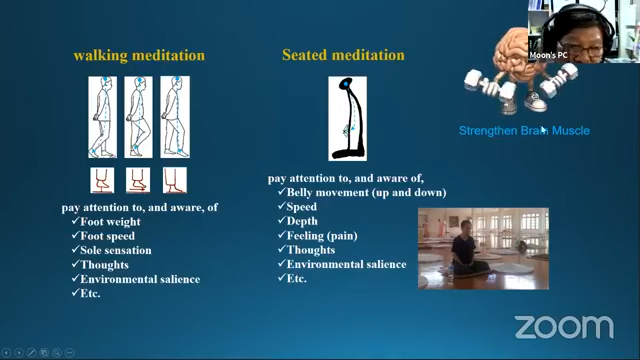 walking meditation
pay attention to, and aware, of
✓Foot weight
✓Foot speed
✓Sole sensation
✓Thoughts
✓Environmental salience
✓Etc.
Seated meditation
pay attention to, and aware of,
✓Belly movement (up and down)
✓Speed
✓Depth
✓Feeling (pain)
✓Thoughts
✓Environmental salience
✓Etc.
Moon's PC
Strengthen Brain Muscle
zoom